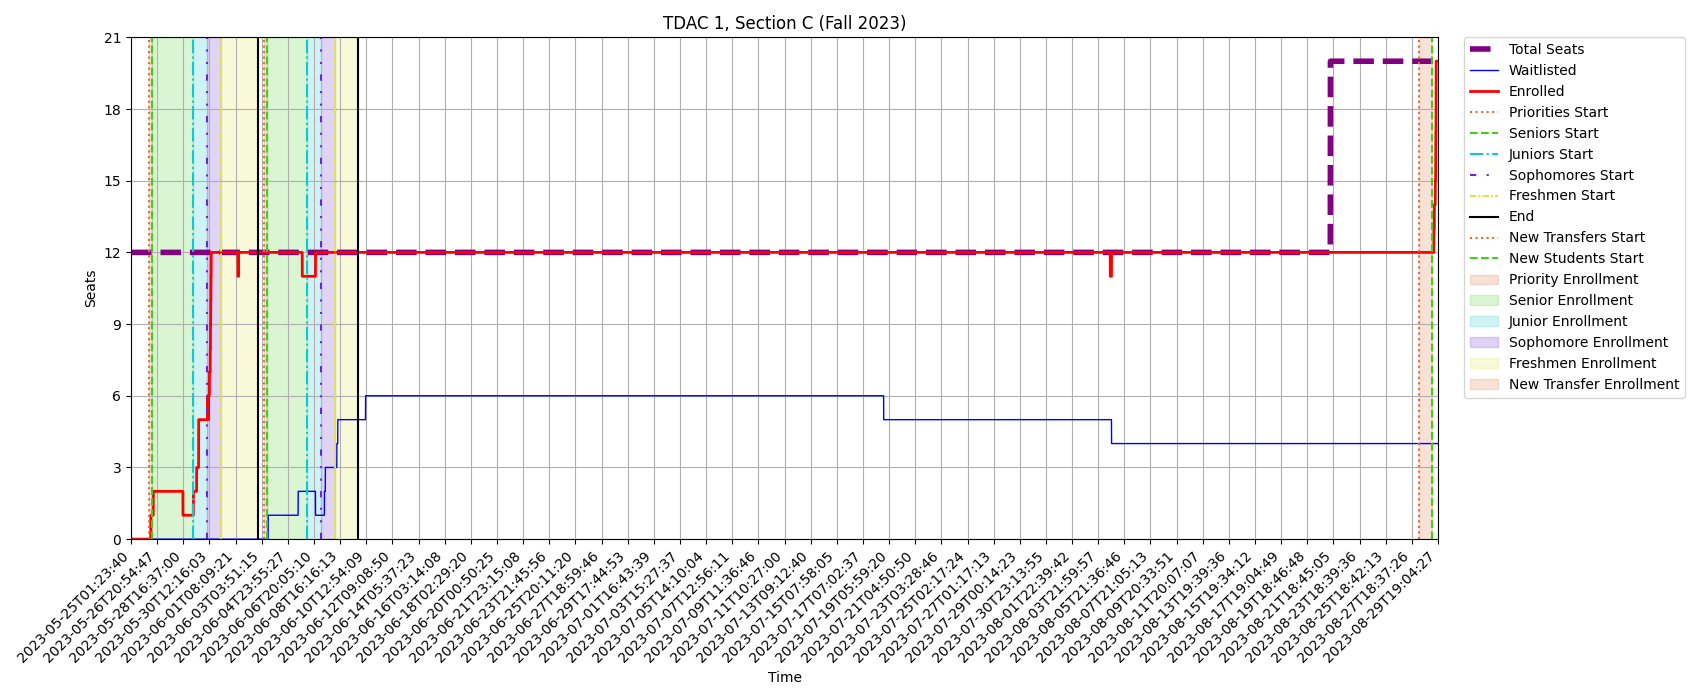 TDAC 1, Section C (Fall 2023)
21
18
15
12
9
6
3
0
Seats
2023-05-25T01:23:40
2023-05-26T20:54:47
2023-05-28T16:37:00
2023-05-30T12:16:03
2023-06-01T08:09:21
2023-06-03T03:51:15
2023-06-04T23:55:27
2023-06-06T20:05:10
2023-06-08T16:16:13
2023-06-10T12:54:09
2023-06-12T09:08:50
2023-06-14T05:37:23
2023-06-16T03:14:08
2023-06-18T02:29:20
2023-06-20T00:50:25
2023-06-21T23:15:08
2023-06-23T21:45:56
2023-06-25T20:11:20
2023-06-27T18:59:46
2023-06-29T17:44:53
2023-07-01T16:43:39
2023-07-03T15:27:37
2023-07-05T14:10:04
2023-07-07T12:56:11
2023-07-09T11:36:46
2023-07-11T10:27:00
2023-07-13T09:12:40
2023-07-15T07:58:05
2023-07-17T07:02:37
2023-07-19T05:59:20
2023-07-21T04:50:50
2023-07-23T03:28:46
2023-07-25T02:17:24
2023-07-27T01:17:13
2023-07-29T00:14:23
2023-07-30T23:13:55
2023-08-01T22:39:42
2023-08-03T21:59:57
2023-08-05T21:36:46
2023-08-07T21:05:13
2023-08-09T20:33:51
2023-08-11T20:07:07
2023-08-13T19:39:36
2023-08-15T19:34:12
2023-08-17T19:04:49
2023-08-19T18:46:48
2023-08-21T18:45:05
2023-08-23T18:39:36
2023-08-25T18:42:13
2023-08-27T18:37:26
2023-08-29T19:04:27
Time
Total Seats
Waitlisted
Enrolled
Priorities Start
Seniors Start
Juniors Start
Sophomores Start
Freshmen Start
End
New Transfers Start
New Students Start
Priority Enrollment
Senior Enrollment
Junior Enrollment
Sophomore Enrollment
Freshmen Enrollment
New Transfer Enrollment